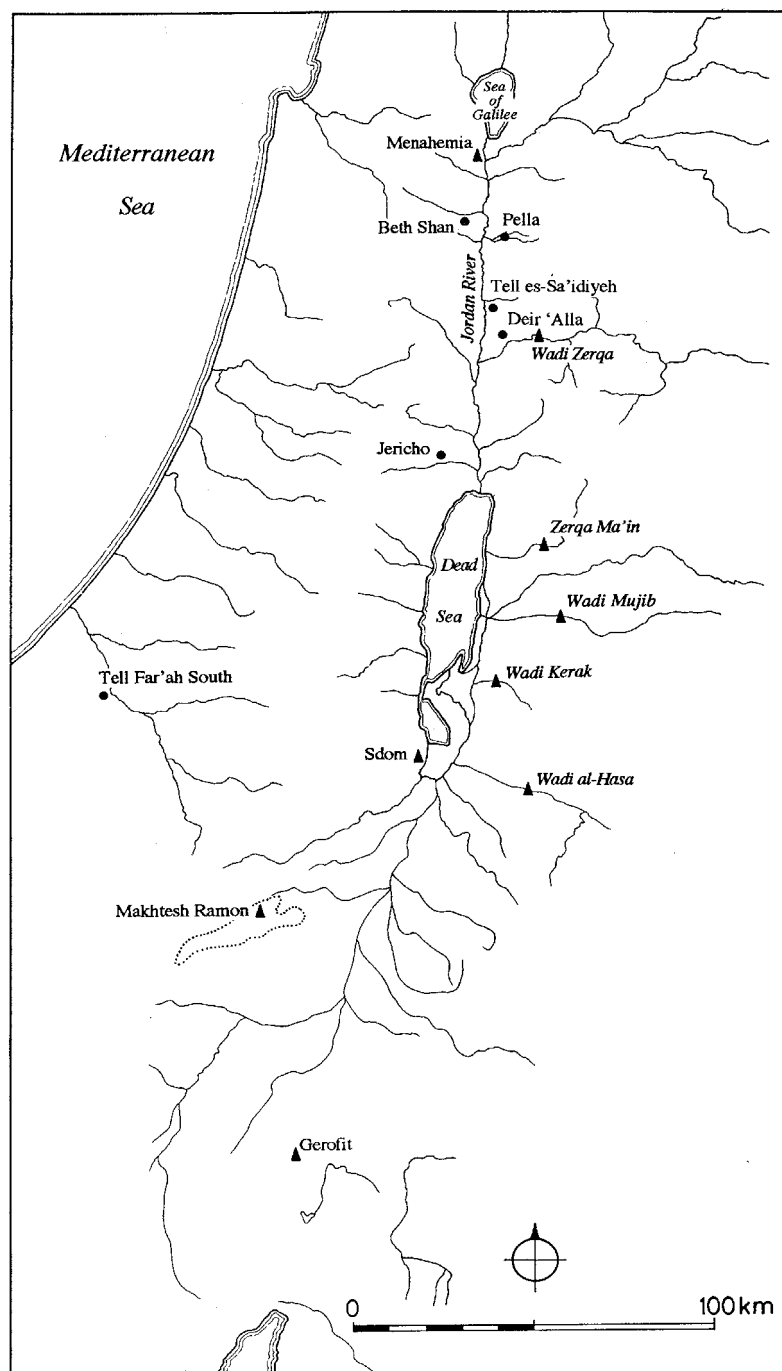 Sea
of
Galilee
Mediterranean
Sea
Menahemia
Beth Shan
Pella
Jordan River
Tell es-Sa'idiyeh
Deir ‘Alla
Wadi Zerqa
Jericho
Zerqa Ma'in
Dead
Sea
Wadi Mujib
Tell Far'ah South
Wadi Kerak
Sdom
Wadi al-Hasa
Makhtesh Ramon
Gerofit
0 100km